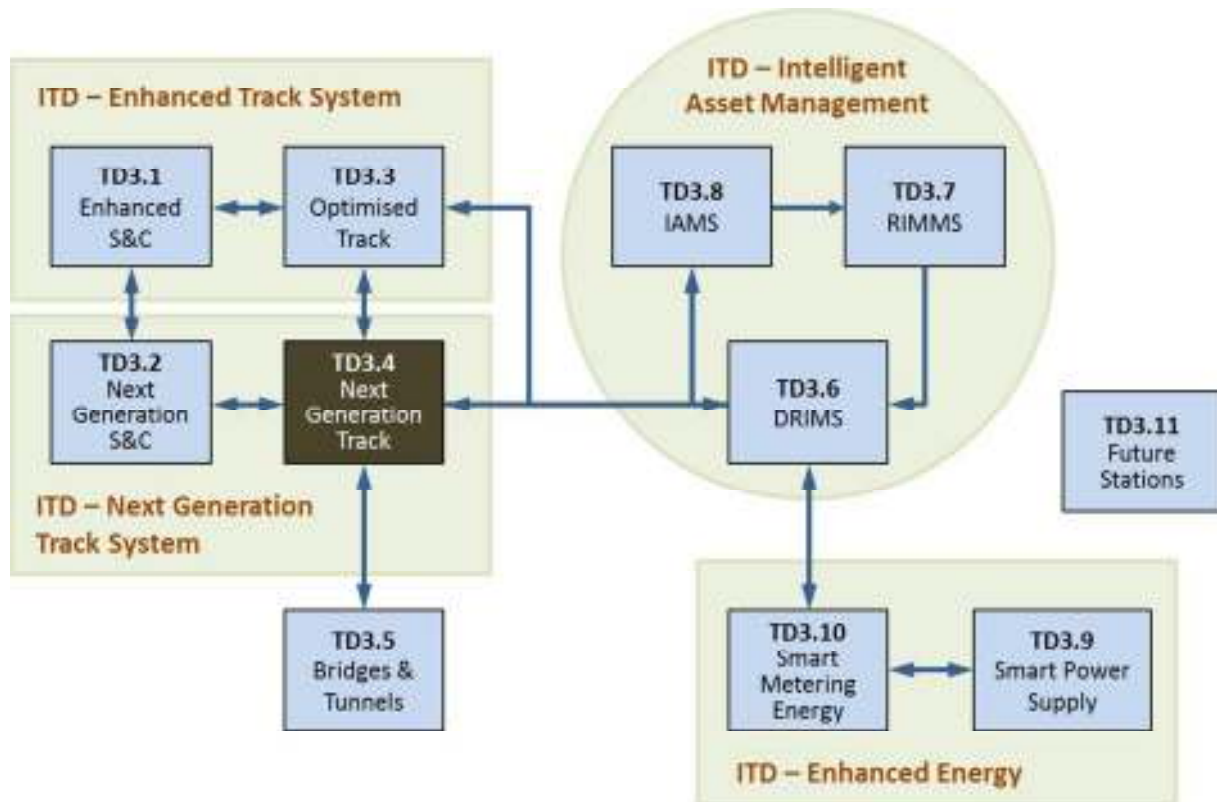 ITD – Enhanced Track System
TD3.1
Enhanced
S&C
TD3.3
Optimised
Track
ITD – Intelligent
Asset Management
TD3.8
IAMS
TD3.7
RIMMS
TD3.2
Next
Generation
S&C
TD3.4
Next
Generation
Track
TD3.6
DRIMS
TD3.11
Future
Stations
ITD – Next Generation
Track System
TD3.5
Bridges &
Tunnels
TD3.10
Smart
Metering
Energy
TD3.9
Smart Power
Supply
ITD – Enhanced Energy